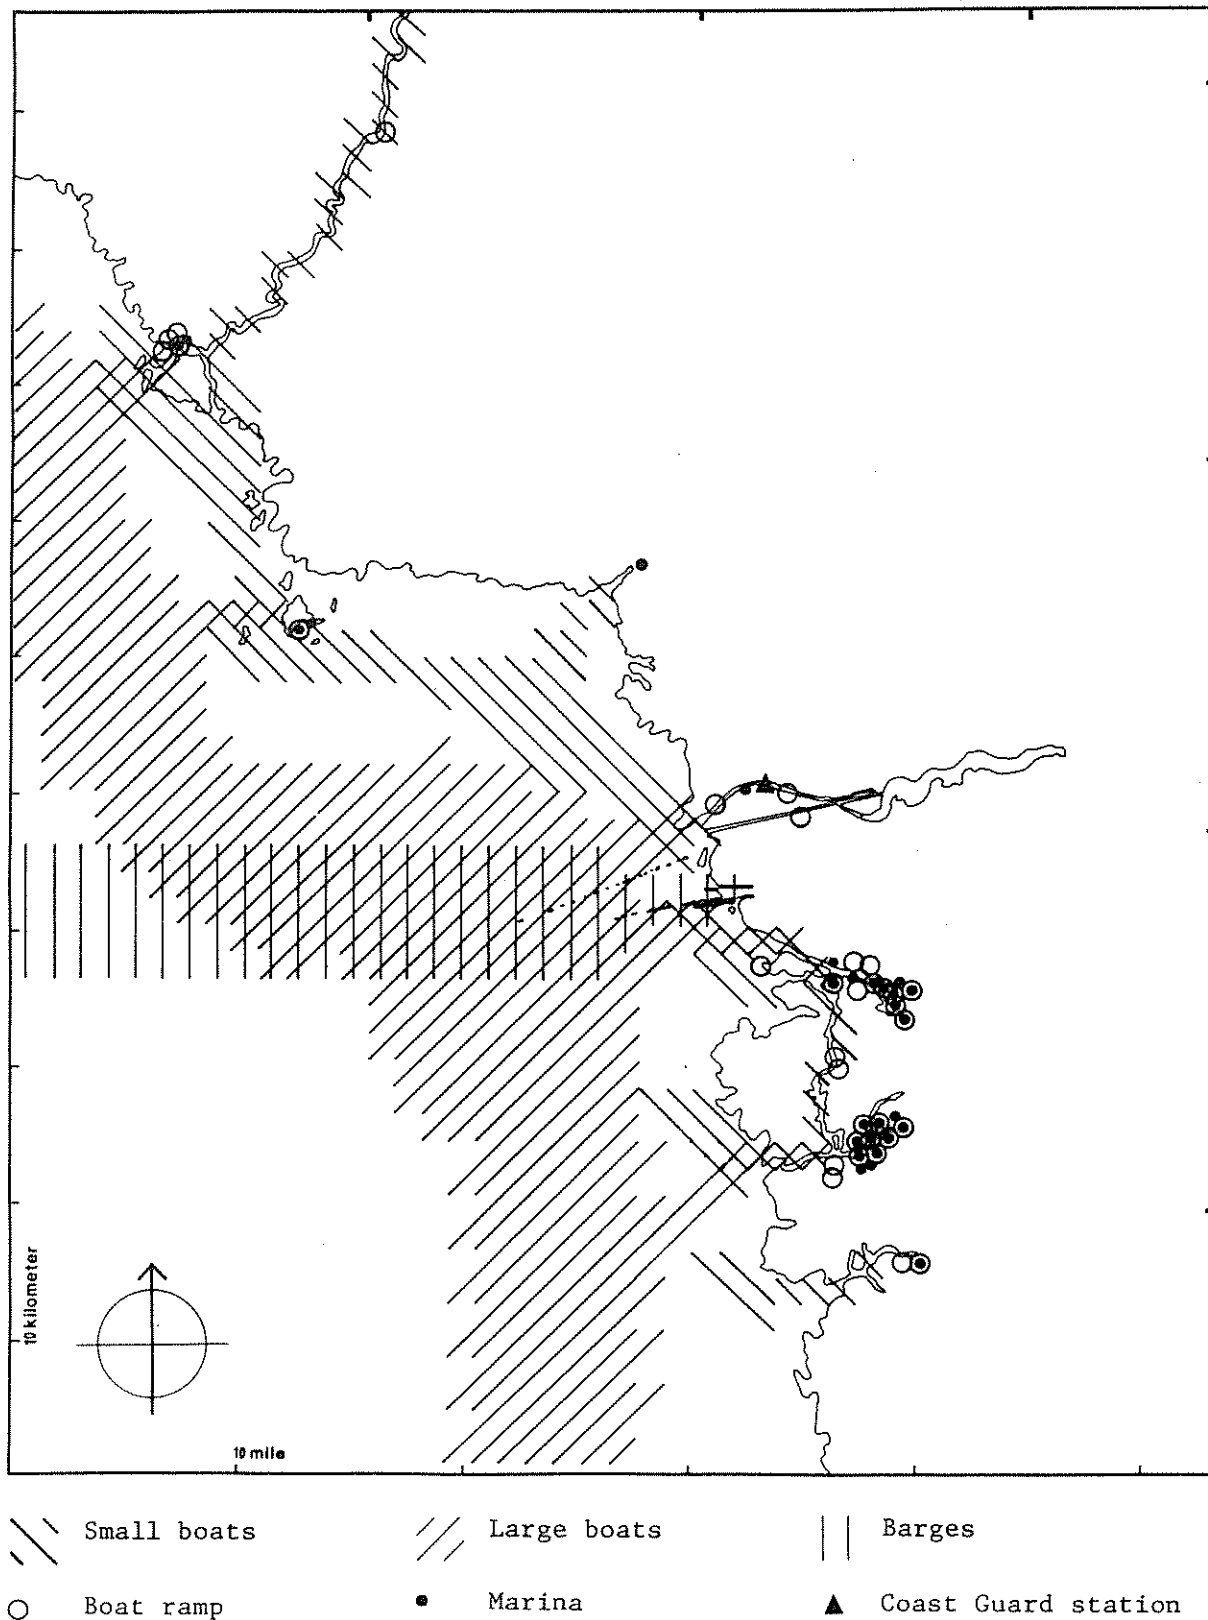 10 kilometer
10 mile
Small boats
Large boats
Barges
Boat ramp
Marina
Coast Guard station